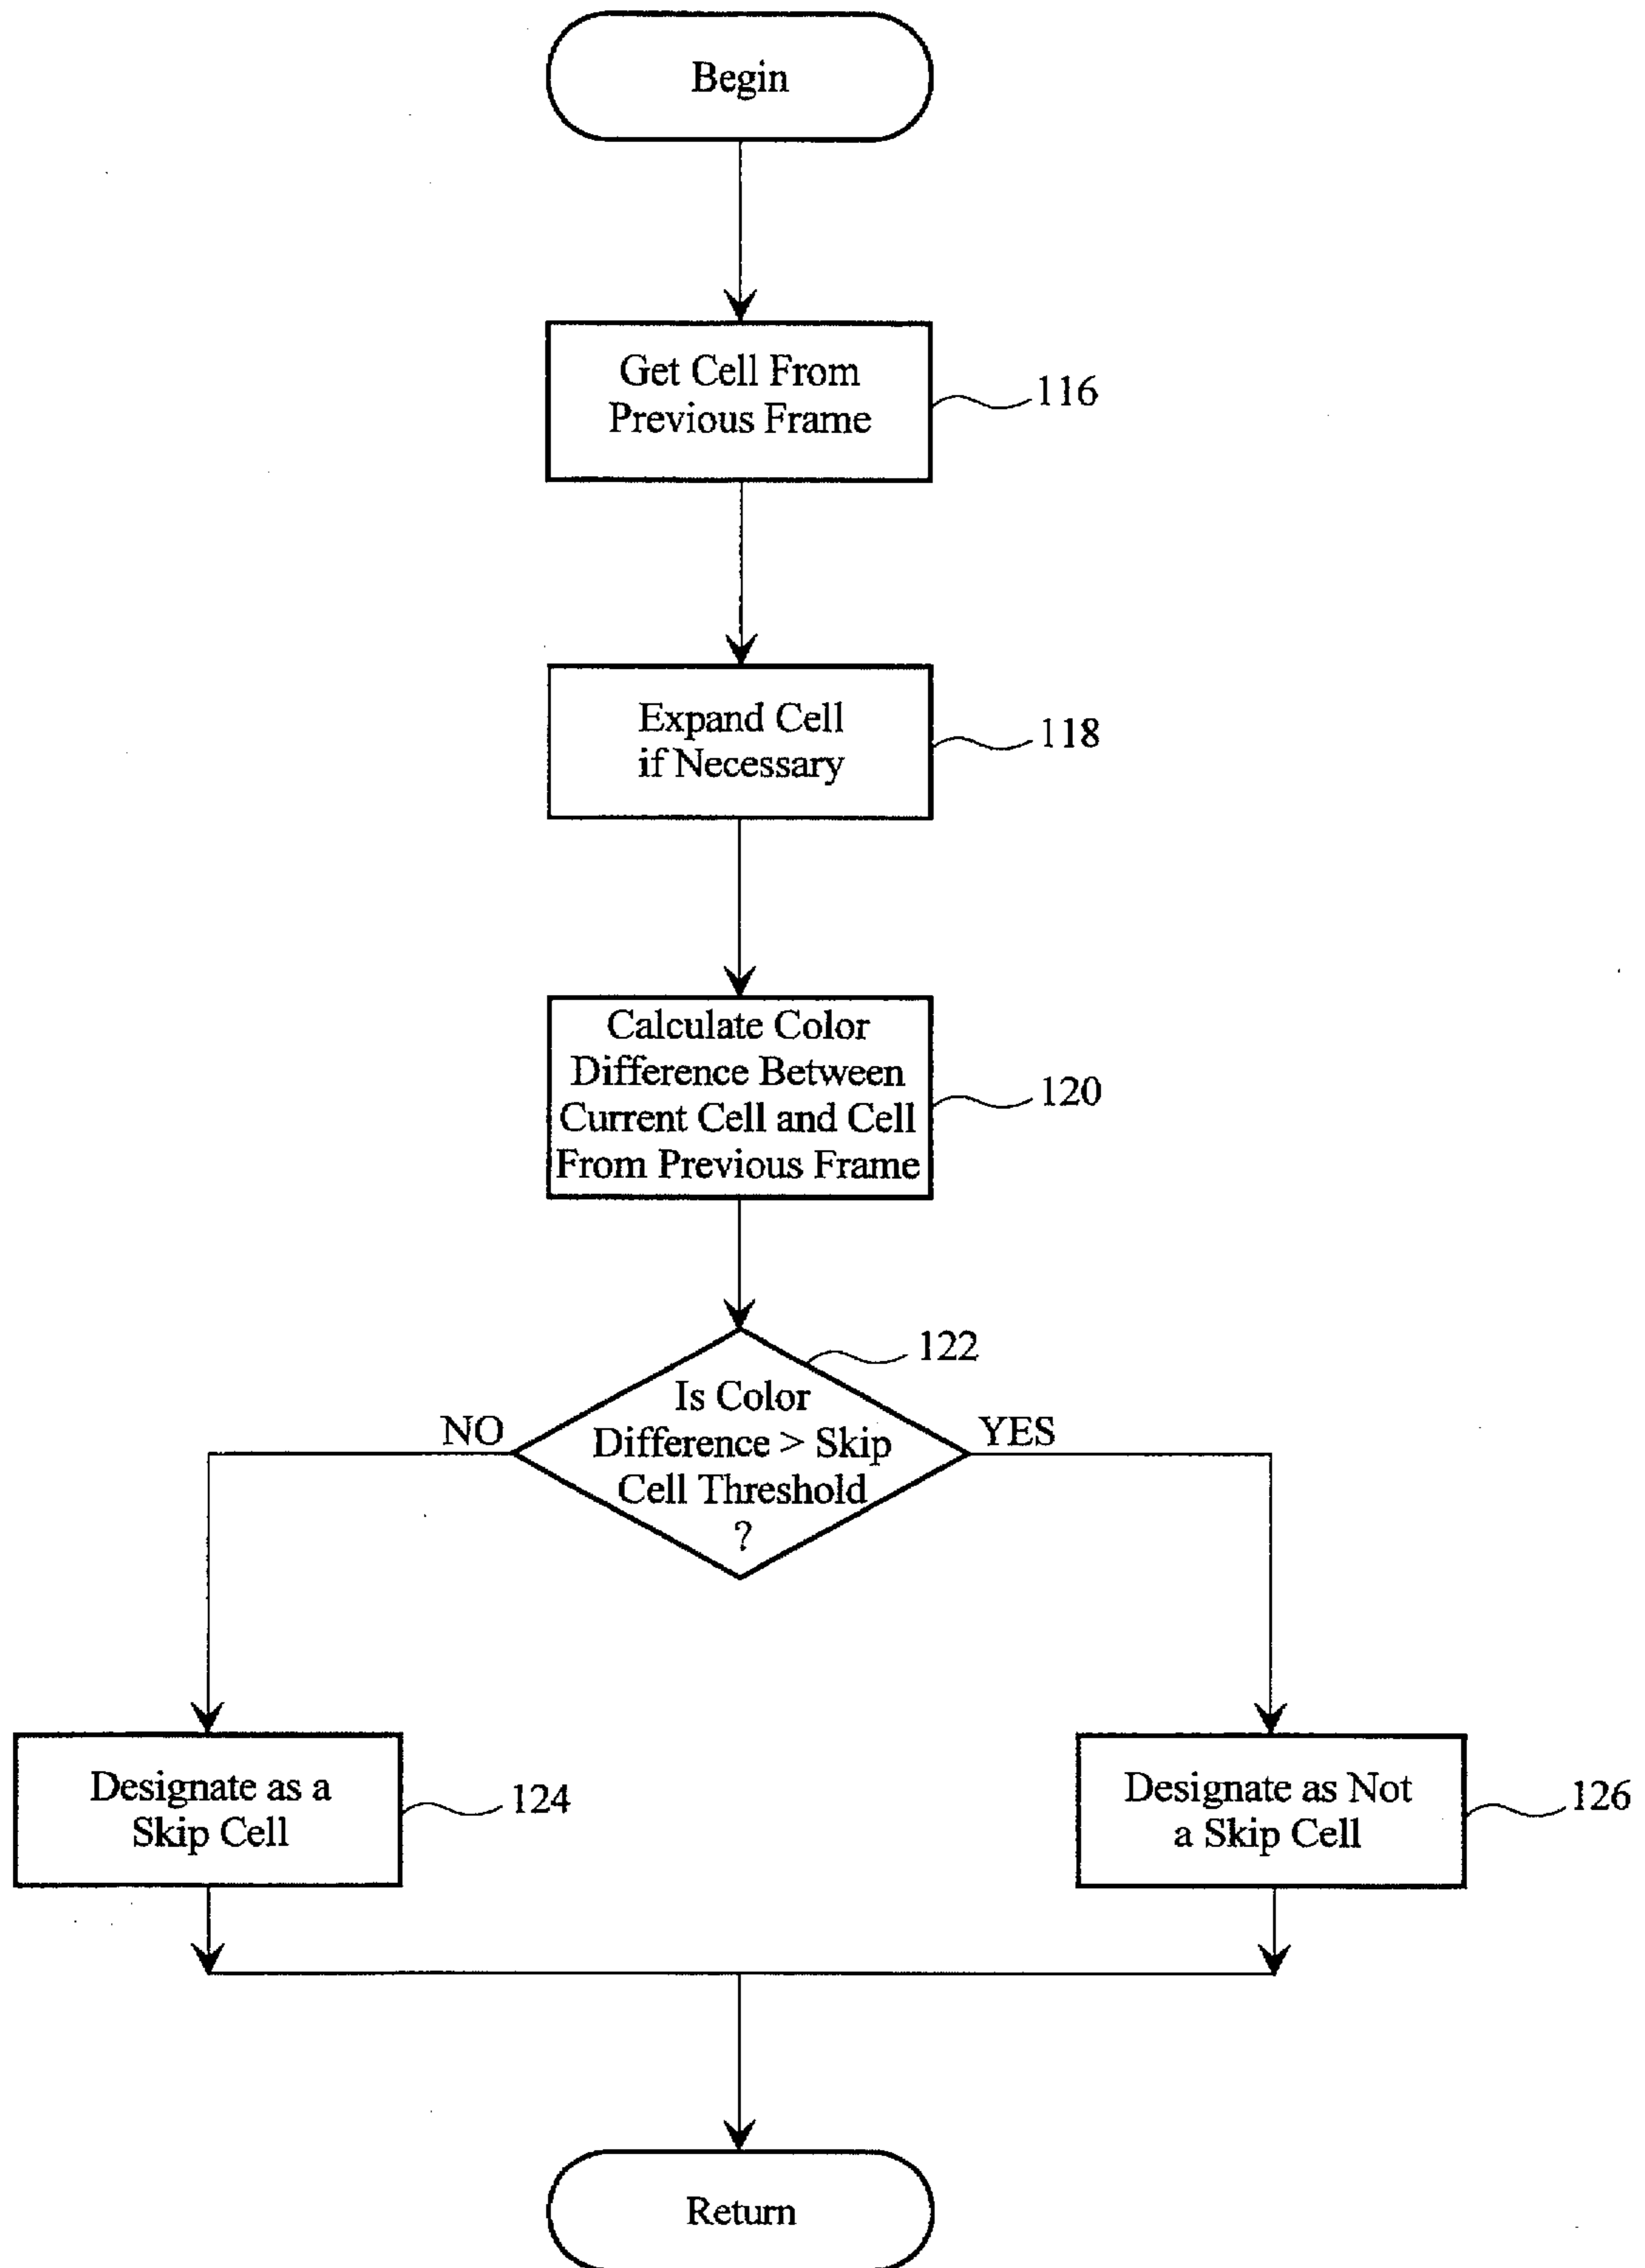 Begin
Get Cell From
Previous Frame
116
Expand Cell
if Necessary
118
Calculate Color
Difference Between
Current Cell and Cell
From Previous Frame
120
122
Is Color
Difference > Skip
Cell Threshold
?
NO
YES
Designate as a
Skip Cell
124
Designate as Not
a Skip Cell
126
Return